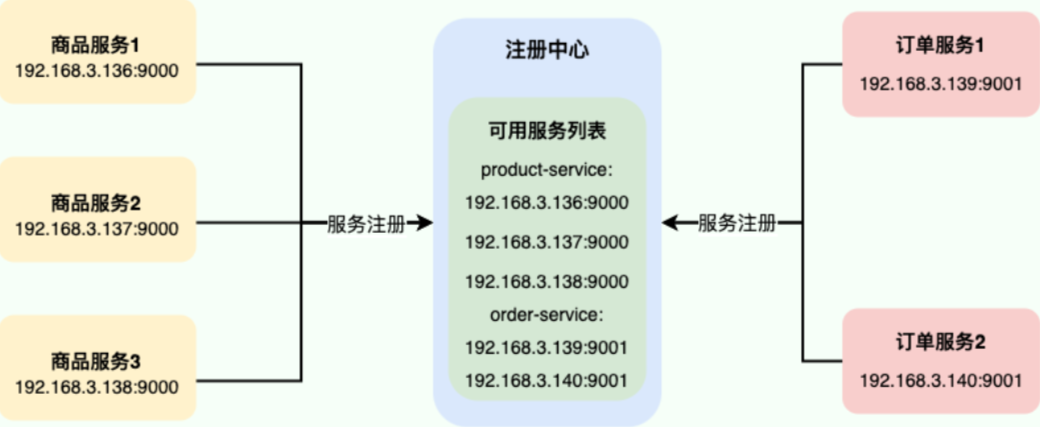 商品服务1
192.168.3.136:9000
商品服务2
192.168.3.137:9000
商品服务3
192.168.3.138:9000
服务注册
注册中心
可用服务列表
product-service:
192.168.3.136:9000
192.168.3.137:9000
192.168.3.138:9000
order-service:
192.168.3.139:9001
192.168.3.140:9001
服务注册
订单服务1
192.168.3.139:9001
订单服务2
192.168.3.140:9001